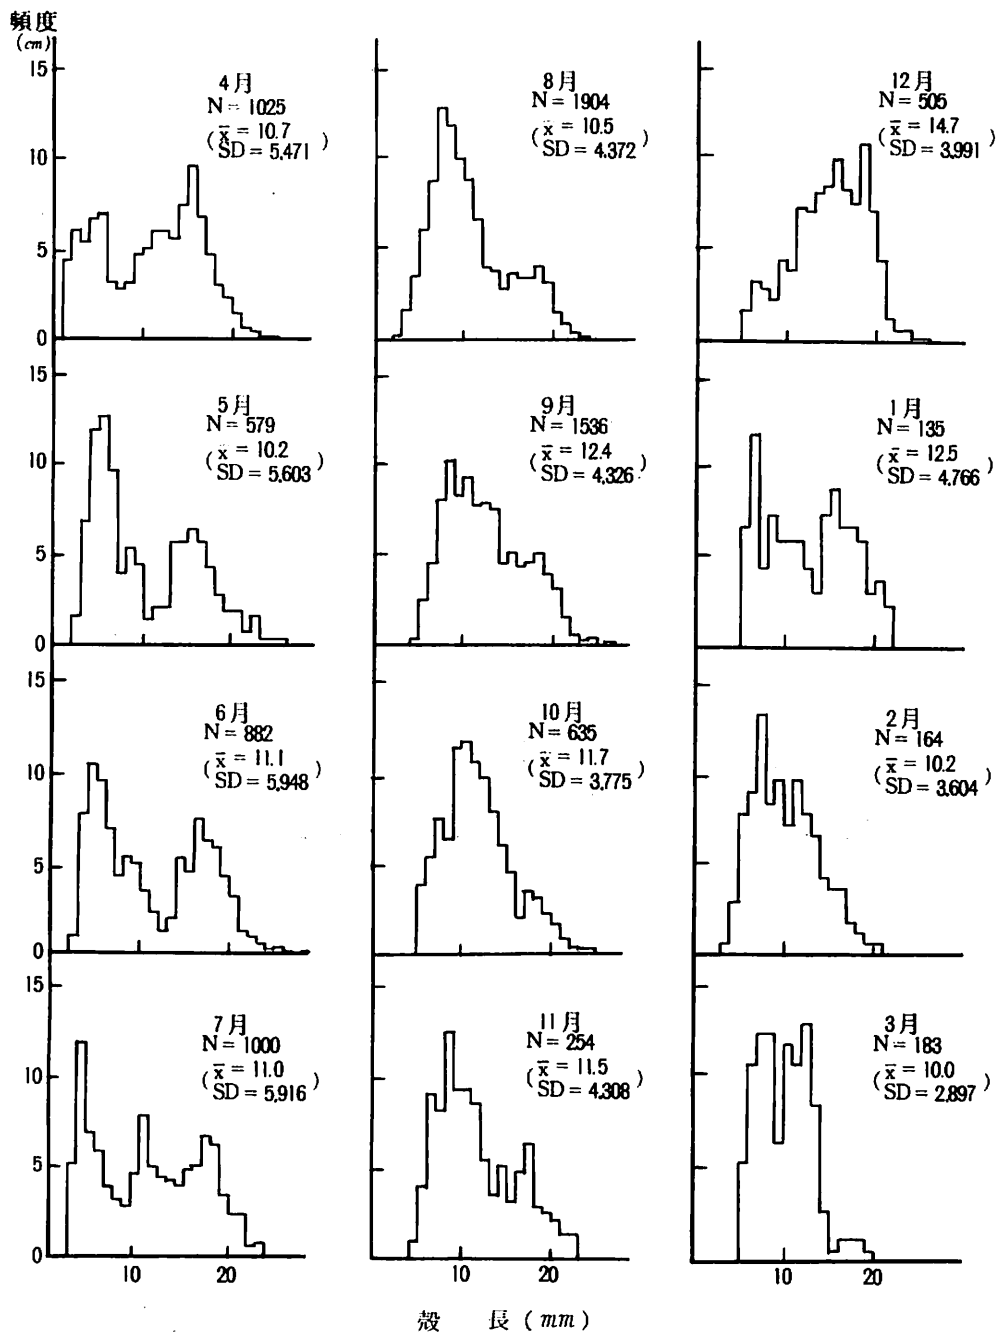 頻度
(cm)
15
10
5
0
4月
N = 1025
( x̄ = 10.7
SD = 5.471 )
15
10
5
0
5月
N = 579
( x̄ = 10.2
SD = 5.603 )
15
10
5
0
6月
N = 882
( x̄ = 11.1
SD = 5.948 )
15
10
5
0
7月
N = 1000
( x̄ = 11.0
SD = 5.916 )
10 20
8月
N = 1904
( x̄ = 10.5
SD = 4.372 )
9月
N = 1536
( x̄ = 12.4
SD = 4.326 )
10月
N = 635
( x̄ = 11.7
SD = 3.775 )
11月
N = 254
( x̄ = 11.5
SD = 4.308 )
10 20
12月
N = 505
( x̄ = 14.7
SD = 3.991 )
1月
N = 135
( x̄ = 12.5
SD = 4.766 )
2月
N = 164
( x̄ = 10.2
SD = 3.604 )
3月
N = 183
( x̄ = 10.0
SD = 2.897 )
10 20
殻 長 (mm)